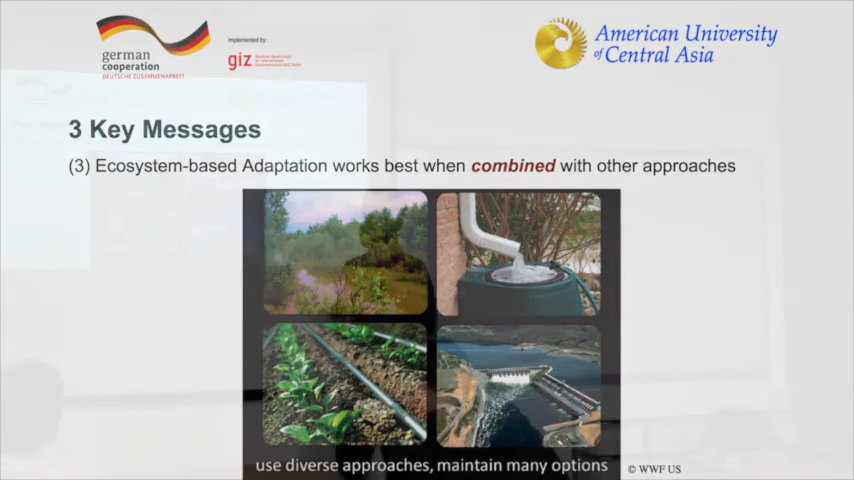 german
cooperation
DEUTSCHE ZUSAMMENARBEIT
Implemented by:
giz
American University
of Central Asia
3 Key Messages
(3) Ecosystem-based Adaptation works best when combined with other approaches
use diverse approaches, maintain many options
© WWF US